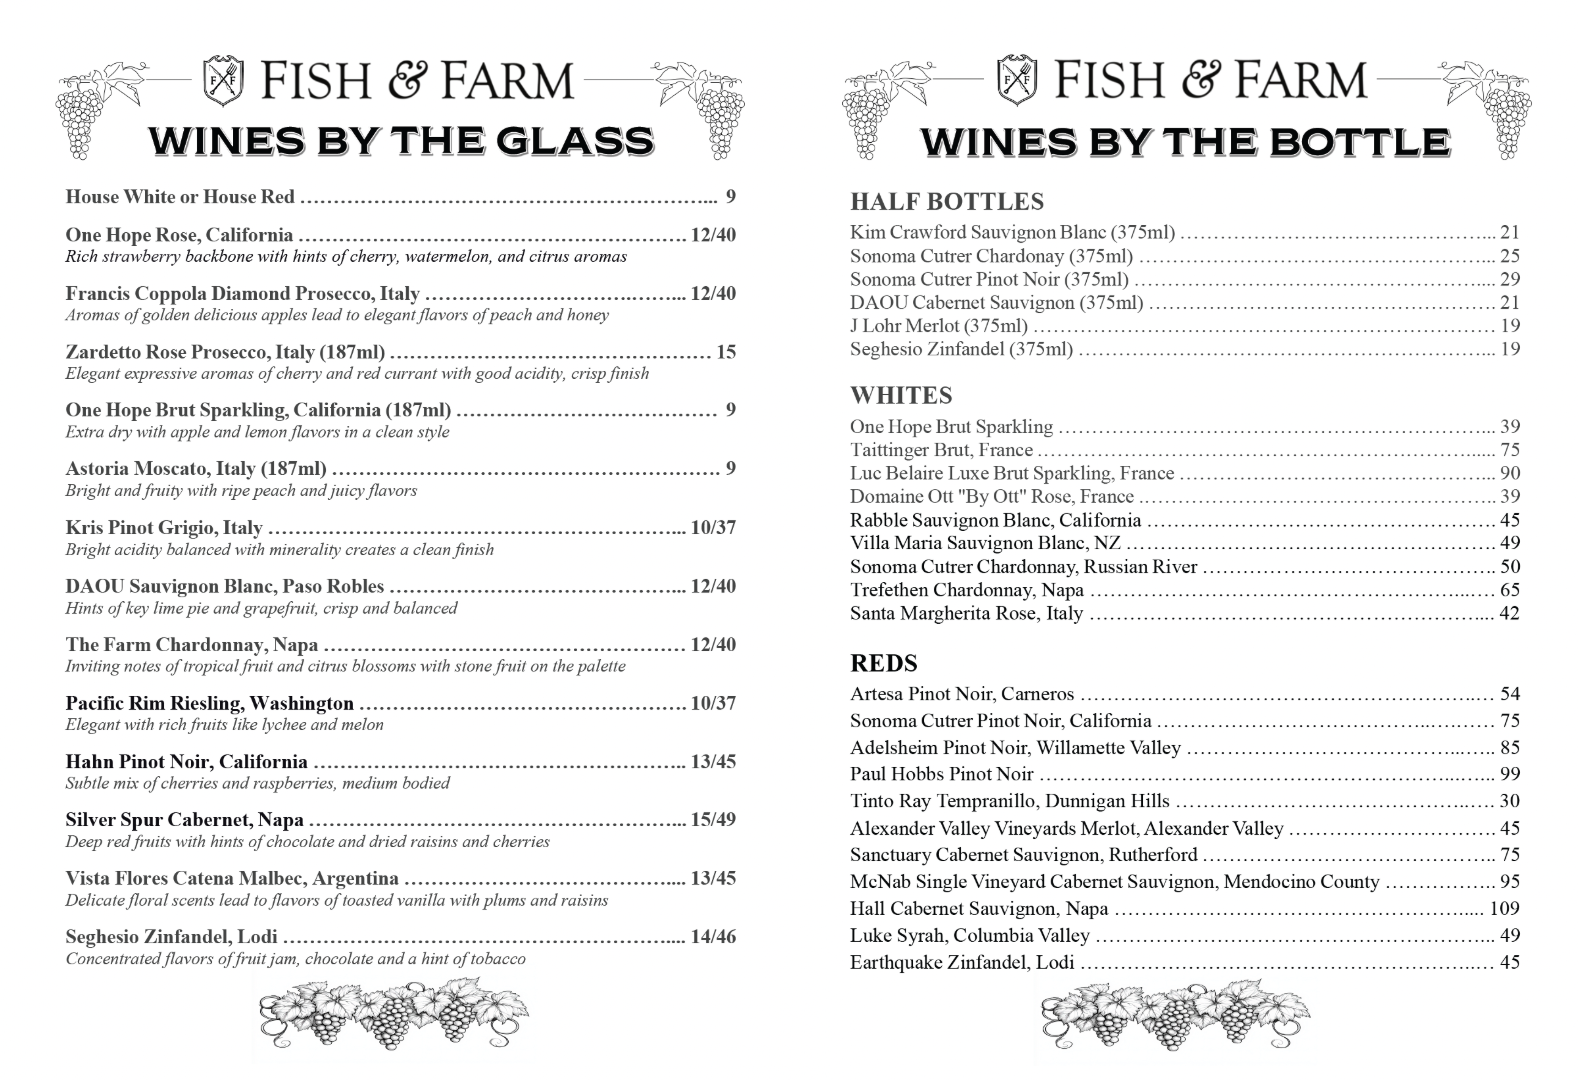 FF FISH & FARM
WINES BY THE GLASS
House White or House Red ………………………………………………………... 9
One Hope Rose, California …………………………………………………. 12/40
Rich strawberry backbone with hints of cherry, watermelon, and citrus aromas
Francis Coppola Diamond Prosecco, Italy ………………………….……... 12/40
Aromas of golden delicious apples lead to elegant flavors of peach and honey
Zardetto Rose Prosecco, Italy (187ml) ………………………………………… 15
Elegant expressive aromas of cherry and red currant with good acidity, crisp finish
One Hope Brut Sparkling, California (187ml) ………………………………… 9
Extra dry with apple and lemon flavors in a clean style
Astoria Moscato, Italy (187ml) …………………………………………………. 9
Bright and fruity with ripe peach and juicy flavors
Kris Pinot Grigio, Italy ……………………………………………………... 10/37
Bright acidity balanced with minerality creates a clean finish
DAOU Sauvignon Blanc, Paso Robles ……………………………………... 12/40
Hints of key lime pie and grapefruit, crisp and balanced
The Farm Chardonnay, Napa ……………………………………………… 12/40
Inviting notes of tropical fruit and citrus blossoms with stone fruit on the palette
Pacific Rim Riesling, Washington …………………………………………. 10/37
Elegant with rich fruits like lychee and melon
Hahn Pinot Noir, California ……………………………………………….. 13/45
Subtle mix of cherries and raspberries, medium bodied
Silver Spur Cabernet, Napa ………………………………………………... 15/49
Deep red fruits with hints of chocolate and dried raisins and cherries
Vista Flores Catena Malbec, Argentina ………………………………….... 13/45
Delicate floral scents lead to flavors of toasted vanilla with plums and raisins
Seghesio Zinfandel, Lodi ………………………………………………….... 14/46
Concentrated flavors of fruit jam, chocolate and a hint of tobacco
FF FISH & FARM
WINES BY THE BOTTLE
HALF BOTTLES
Kim Crawford Sauvignon Blanc (375ml) ………………………………………... 21
Sonoma Cutrer Chardonay (375ml) ……………………………………………... 25
Sonoma Cutrer Pinot Noir (375ml) …………………………………………….... 29
DAOU Cabernet Sauvignon (375ml) …………………………………………… 21
J Lohr Merlot (375ml) …………………………………………………………… 19
Seghesio Zinfandel (375ml) ……………………………………………………... 19
WHITES
One Hope Brut Sparkling ………………………………………………………... 39
Taittinger Brut, France ………………………………………………………...... 75
Luc Belaire Luxe Brut Sparkling, France ………………………………………... 90
Domaine Ott "By Ott" Rose, France ……………………………………………. 39
Rabble Sauvignon Blanc, California ……………………………………………. 45
Villa Maria Sauvignon Blanc, NZ ………………………………………………. 49
Sonoma Cutrer Chardonnay, Russian River ……………………………………. 50
Trefethen Chardonnay, Napa ………………………………………………...…. 65
Santa Margherita Rose, Italy …………………………………………………….... 42
REDS
Artesa Pinot Noir, Carneros …………………………………………………..… 54
Sonoma Cutrer Pinot Noir, California …………………………………..….…… 75
Adelsheim Pinot Noir, Willamette Valley …………………………………...….. 85
Paul Hobbs Pinot Noir ……………………………………………………...….. 99
Tinto Ray Tempranillo, Dunnigan Hills ……………………………………..…. 30
Alexander Valley Vineyards Merlot, Alexander Valley …………………………. 45
Sanctuary Cabernet Sauvignon, Rutherford …………………………………….. 75
McNab Single Vineyard Cabernet Sauvignon, Mendocino County ……………. 95
Hall Cabernet Sauvignon, Napa ……………………………………………….... 109
Luke Syrah, Columbia Valley …………………………………………………... 49
Earthquake Zinfandel, Lodi …………………………………………………..… 45